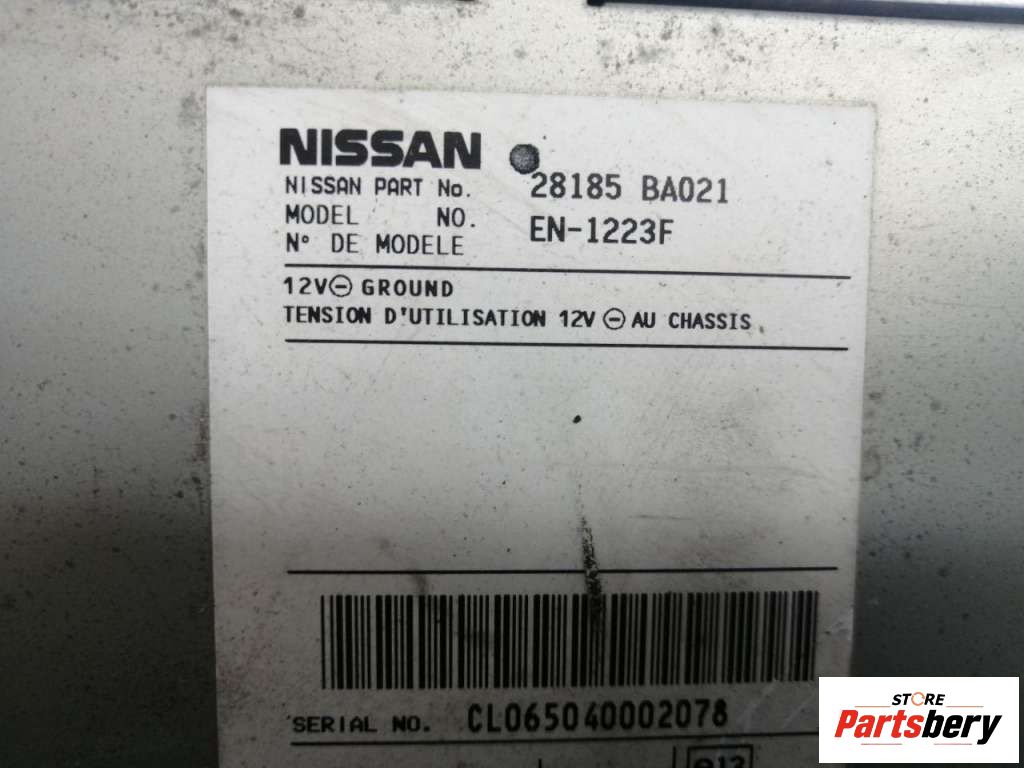 NISSAN
NISSAN PART No. 28185 BA021
MODEL NO. EN-1223F
N° DE MODELE
12V⊖ GROUND
TENSION D'UTILISATION 12V ⊖ AU CHASSIS.
SERIAL NO. CL065040002078
e13
STORE
Partsbery